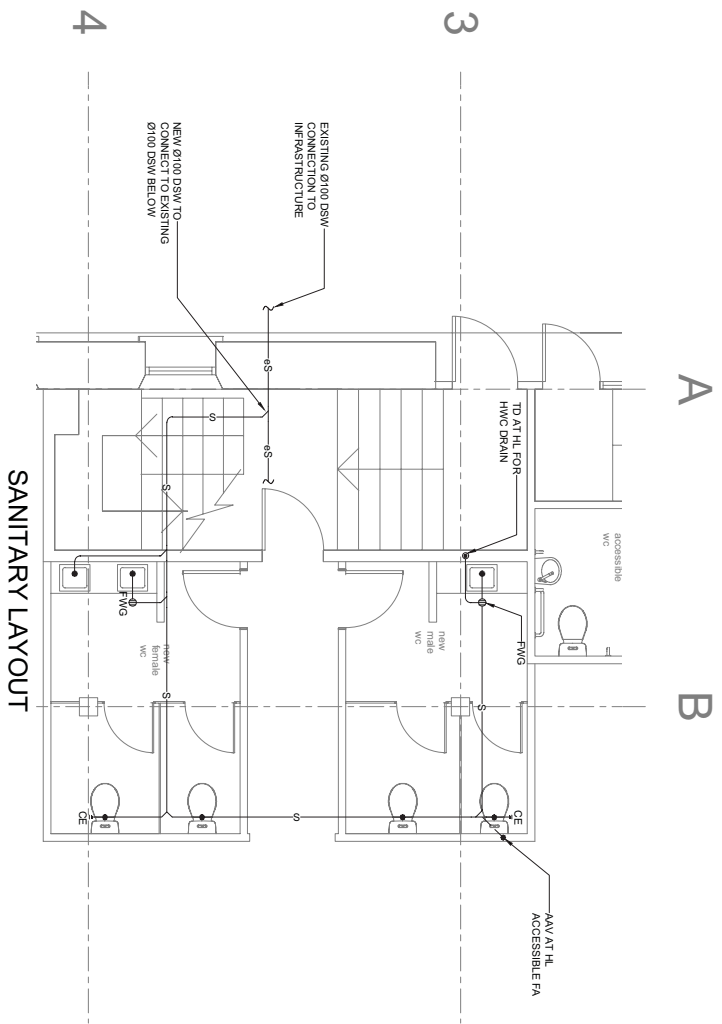 4
3
A
B
EXISTING Ø100 DSW
CONNECTION TO
INFRASTRUCTURE
NEW Ø100 DSW TO
CONNECT TO EXISTING
Ø100 DSW BELOW
eS
eS
S
S
TD AT HL FOR
HWC DRAIN
accessible
wc
FWG
new
male
wc
FWG
new
female
wc
S
S
S
CE
CE
AAV AT HL
ACCESSIBLE FA
SANITARY LAYOUT